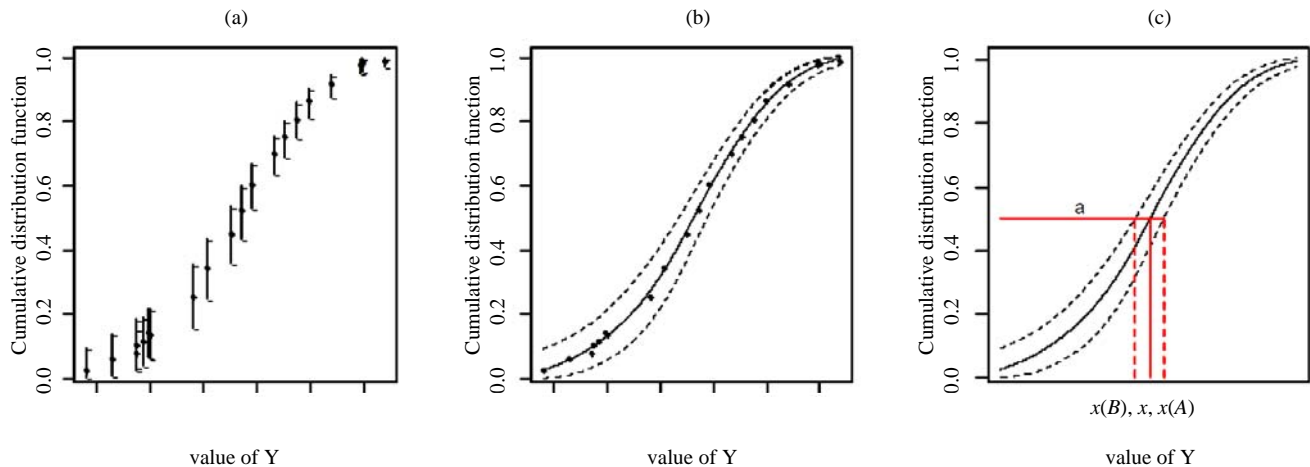 (a)
Cumulative distribution function
0.0 0.2 0.4 0.6 0.8 1.0
value of Y
(b)
Cumulative distribution function
0.0 0.2 0.4 0.6 0.8 1.0
(c)
Cumulative distribution function
0.0 0.2 0.4 0.6 0.8 1.0
a
x(B), x, x(A)
value of Y